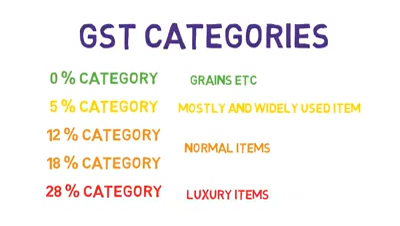 GST CATEGORIES
0 % CATEGORY GRAINS ETC
5 % CATEGORY MOSTLY AND WIDELY USED ITEM
12 % CATEGORY
NORMAL ITEMS
18 % CATEGORY
28 % CATEGORY LUXURY ITEMS